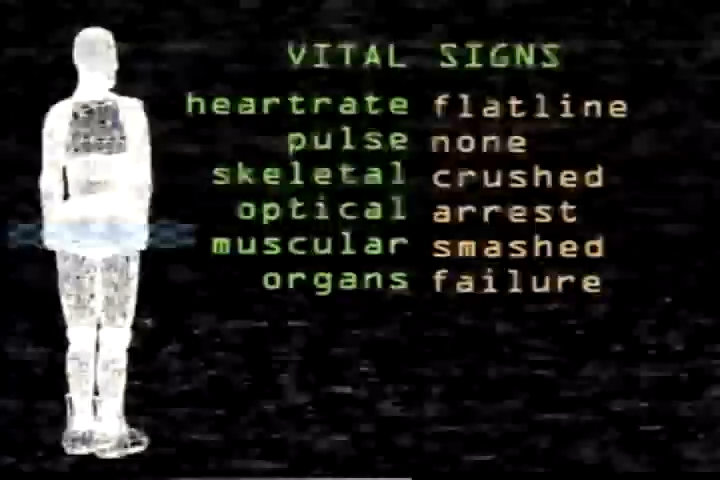 VITAL SIGNS
heartrate flatline
pulse none
skeletal crushed
optical arrest
muscular smashed
organs failure